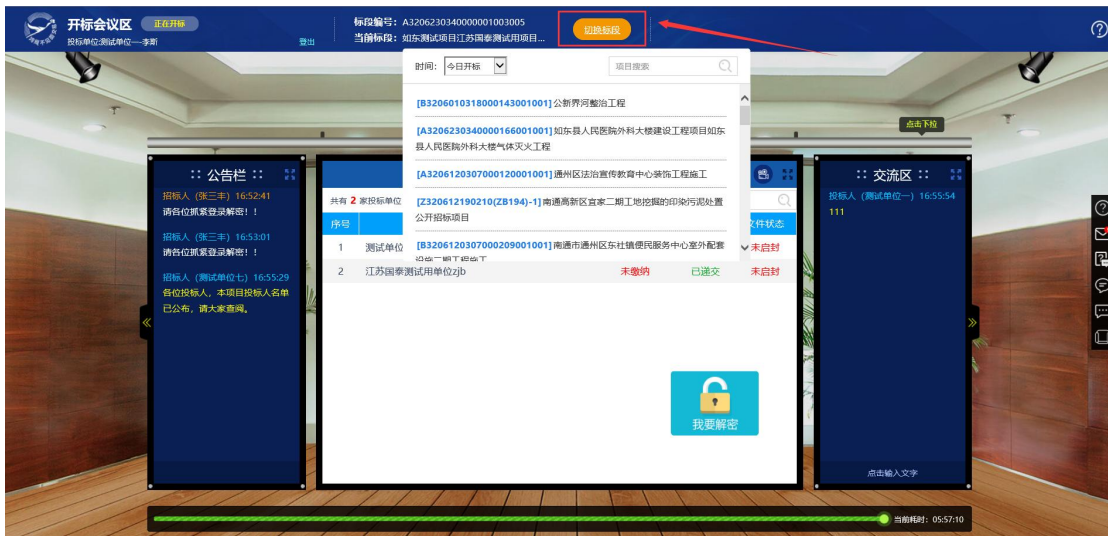 开标会议区 正在开标
投标单位:测试单位一---李斯
登出
标段编号： A3206230340000001003005
当前标段： 如东测试项目江苏国泰测试用项目...
切换标段
时间： 今日开标
项目搜索
[B3206010318000143001001]公新界河整治工程
[A3206230340000166001001]如东县人民医院外科大楼建设工程项目如东
县人民医院外科大楼气体灭火工程
[A3206120307000120001001]通州区法治宣传教育中心装饰工程施工
[Z320612190210(ZB194)-1]南通高新区宜家二期工地挖掘的印染污泥处置
公开招标项目
[B3206120307000209001001]南通市通州区东社镇便民服务中心室外配套
设施二期工程施工
点击下拉
:: 公告栏 ::
招标人（张三丰）16:52:41
请各位抓紧登录解密！！
招标人（张三丰）16:53:01
请各位抓紧登录解密！！
招标人（测试单位七）16:55:29
各位投标人，本项目投标人名单
已公布，请大家查阅。
共有 2 家投标单位
序号
文件状态
1 测试单位 未启封
2 江苏国泰测试用单位zjb 未缴纳 已递交 未启封
我要解密
:: 交流区 ::
投标人（测试单位一）16:55:54
111
点击输入文字
当前耗时： 05:57:10